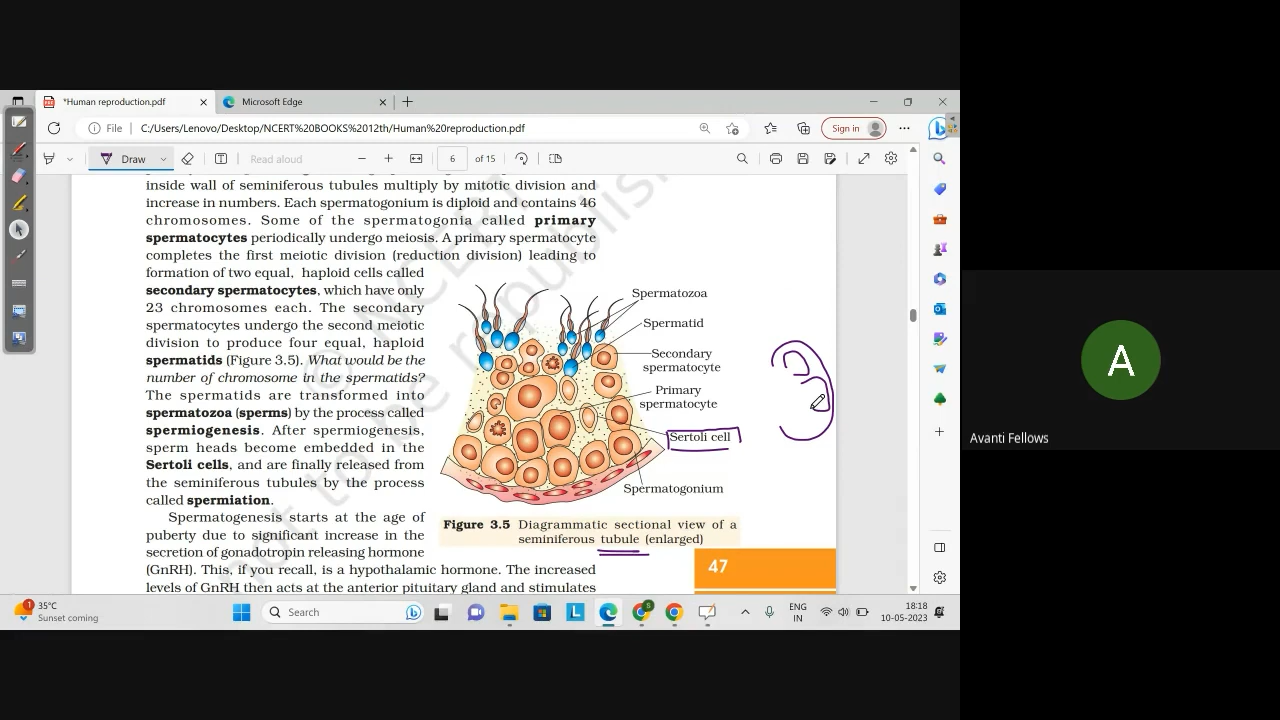 *Human reproduction.pdf
Microsoft Edge
File
C:/Users/Lenovo/Desktop/NCERT%20BOOKS%2012th/Human%20reproduction.pdf
Sign in
Draw
Read aloud
6
of 15
inside wall of seminiferous tubules multiply by mitotic division and
increase in numbers. Each spermatogonium is diploid and contains 46
chromosomes. Some of the spermatogonia called primary
spermatocytes periodically undergo meiosis. A primary spermatocyte
completes the first meiotic division (reduction division) leading to
formation of two equal, haploid cells called
secondary spermatocytes, which have only
23 chromosomes each. The secondary
spermatocytes undergo the second meiotic
division to produce four equal, haploid
spermatids (Figure 3.5). What would be the
number of chromosome in the spermatids?
The spermatids are transformed into
spermatozoa (sperms) by the process called
spermiogenesis. After spermiogenesis,
sperm heads become embedded in the
Sertoli cells, and are finally released from
the seminiferous tubules by the process
called spermiation.
Spermatogenesis starts at the age of
puberty due to significant increase in the
secretion of gonadotropin releasing hormone
(GnRH). This, if you recall, is a hypothalamic hormone. The increased
levels of GnRH then acts at the anterior pituitary gland and stimulates
Spermatozoa
Spermatid
Secondary
spermatocyte
Primary
spermatocyte
Sertoli cell
Spermatogonium
Figure 3.5 Diagrammatic sectional view of a
seminiferous tubule (enlarged)
47
© NCERT
not to be republis
A
Avanti Fellows
1
35°C
Sunset coming
Search
L
S
ENG
IN
18:18
10-05-2023